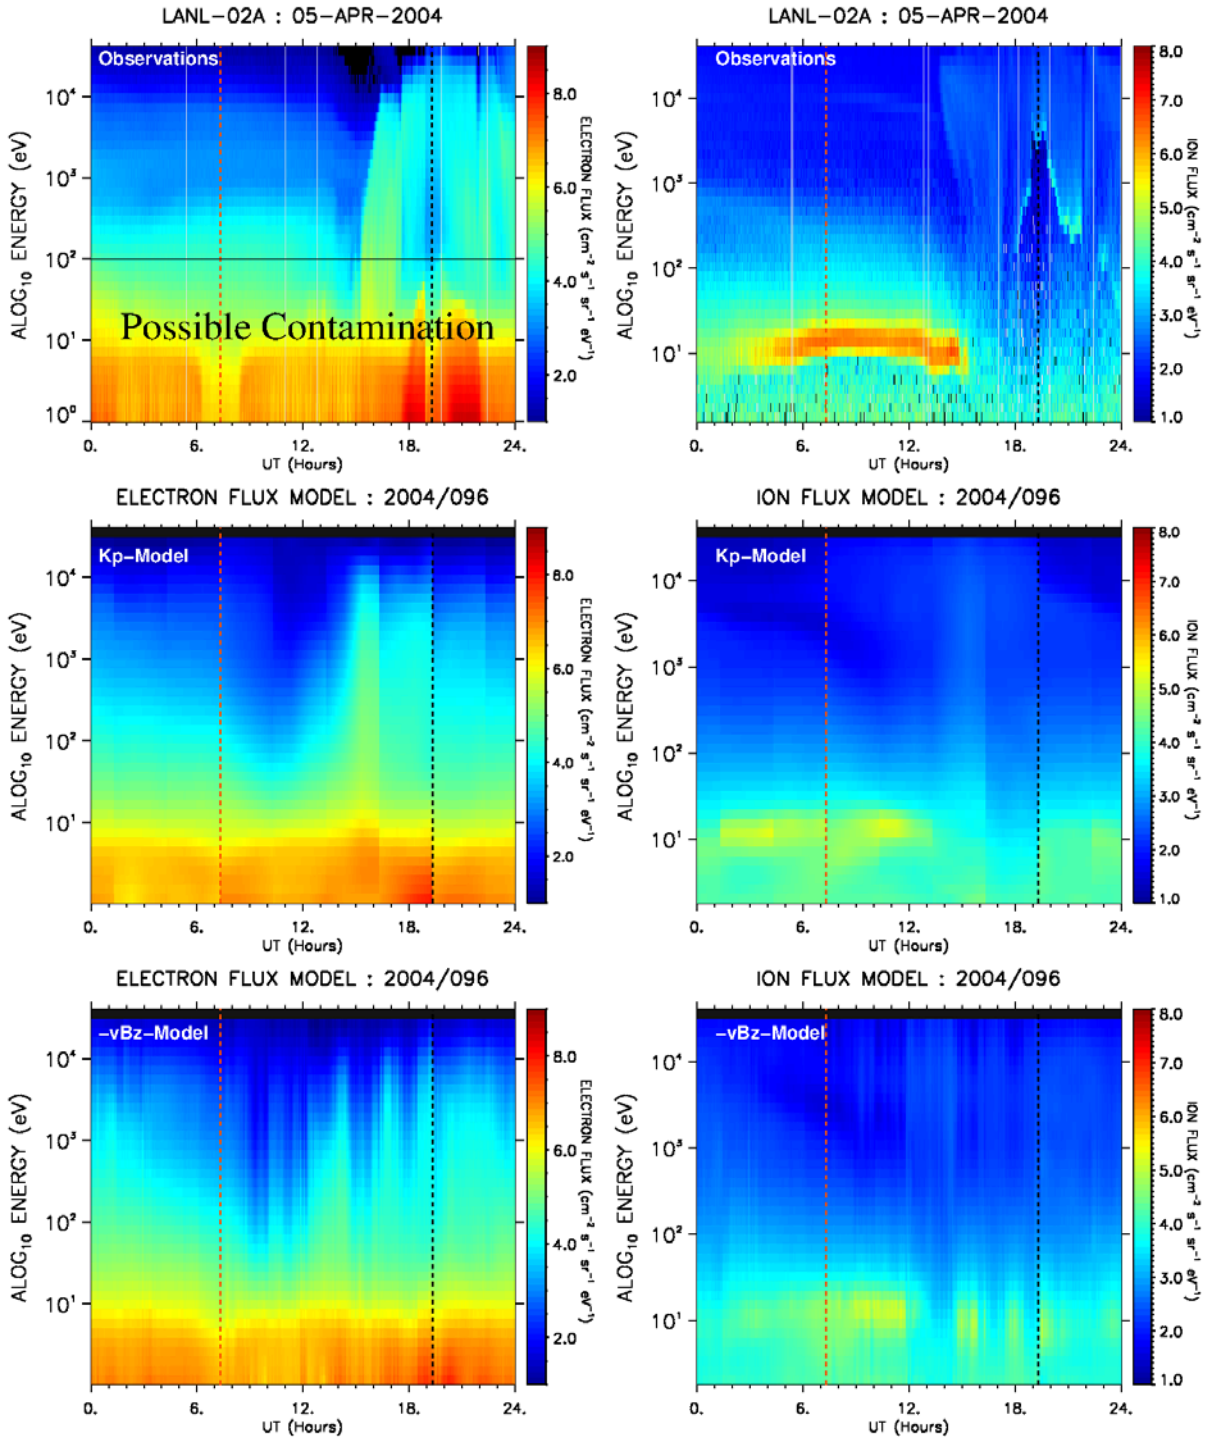 LANL-02A : 05-APR-2004
Observations
ALOG₁₀ ENERGY (eV)
10⁴
10³
10²
10¹
10⁰
Possible Contamination
0. 6. 12. 18. 24.
UT (Hours)
8.0
6.0
4.0
2.0
ELECTRON FLUX (cm⁻² s⁻¹ sr⁻¹ eV⁻¹)
LANL-02A : 05-APR-2004
Observations
ALOG₁₀ ENERGY (eV)
10⁴
10³
10²
10¹
0. 6. 12. 18. 24.
UT (Hours)
8.0
7.0
6.0
5.0
4.0
3.0
2.0
1.0
ION FLUX (cm⁻² s⁻¹ sr⁻¹ eV⁻¹)
ELECTRON FLUX MODEL : 2004/096
Kp-Model
ALOG₁₀ ENERGY (eV)
10⁴
10³
10²
10¹
0. 6. 12. 18. 24.
UT (Hours)
8.0
6.0
4.0
2.0
ELECTRON FLUX (cm⁻² s⁻¹ sr⁻¹ eV⁻¹)
ION FLUX MODEL : 2004/096
Kp-Model
ALOG₁₀ ENERGY (eV)
10⁴
10³
10²
10¹
0. 6. 12. 18. 24.
UT (Hours)
8.0
7.0
6.0
5.0
4.0
3.0
2.0
1.0
ION FLUX (cm⁻² s⁻¹ sr⁻¹ eV⁻¹)
ELECTRON FLUX MODEL : 2004/096
-vBz-Model
ALOG₁₀ ENERGY (eV)
10⁴
10³
10²
10¹
0. 6. 12. 18. 24.
UT (Hours)
8.0
6.0
4.0
2.0
ELECTRON FLUX (cm⁻² s⁻¹ sr⁻¹ eV⁻¹)
ION FLUX MODEL : 2004/096
-vBz-Model
ALOG₁₀ ENERGY (eV)
10⁴
10³
10²
10¹
0. 6. 12. 18. 24.
UT (Hours)
8.0
7.0
6.0
5.0
4.0
3.0
2.0
1.0
ION FLUX (cm⁻² s⁻¹ sr⁻¹ eV⁻¹)